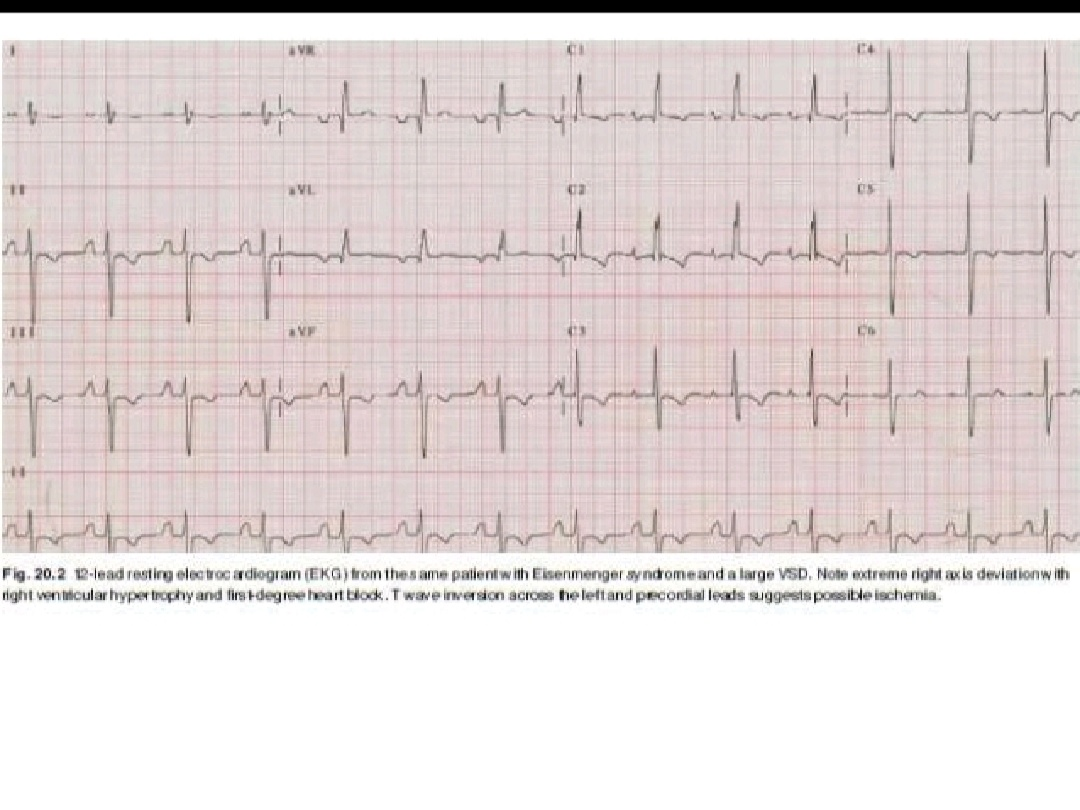 I aVR C1 C4
II aVL C2 C5
III aVF C3 C6
II
Fig. 20.2 12-lead resting electrocardiogram (EKG) from the same patient with Eisenmenger syndrome and a large VSD. Note extreme right axis deviation with
right ventricular hypertrophy and first-degree heart block. T wave inversion across the left and precordial leads suggests possible ischemia.